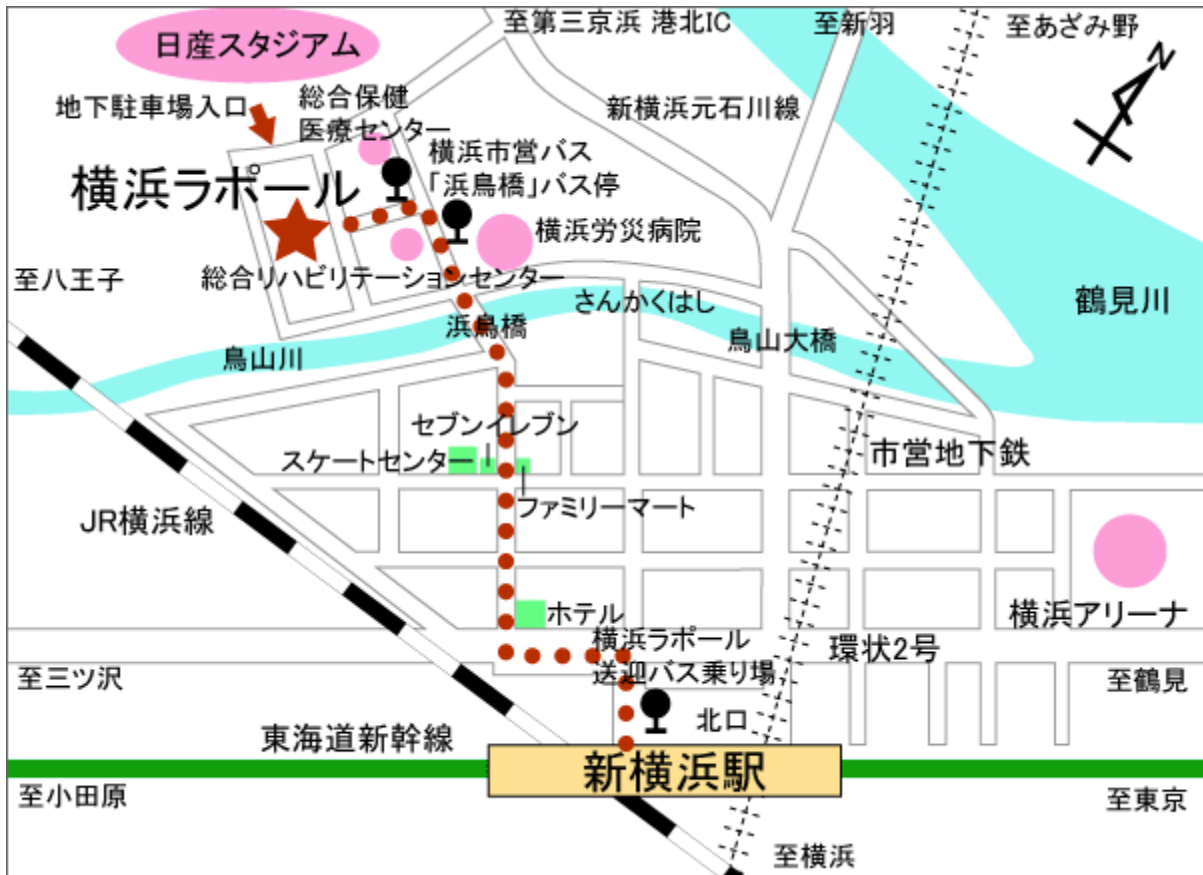 日産スタジアム
至第三京浜 港北IC
至新羽
至あざみ野
N
地下駐車場入口
総合保健
医療センター
新横浜元石川線
横浜市営バス
「浜鳥橋」バス停
横浜ラポール
横浜労災病院
至八王子
総合リハビリテーションセンター
さんかくはし
鶴見川
浜鳥橋
鳥山大橋
鳥山川
セブンイレブン
スケートセンター
市営地下鉄
ファミリーマート
JR横浜線
ホテル
横浜アリーナ
横浜ラポール
送迎バス乗り場
環状2号
至三ツ沢
至鶴見
北口
東海道新幹線
新横浜駅
至小田原
至東京
至横浜